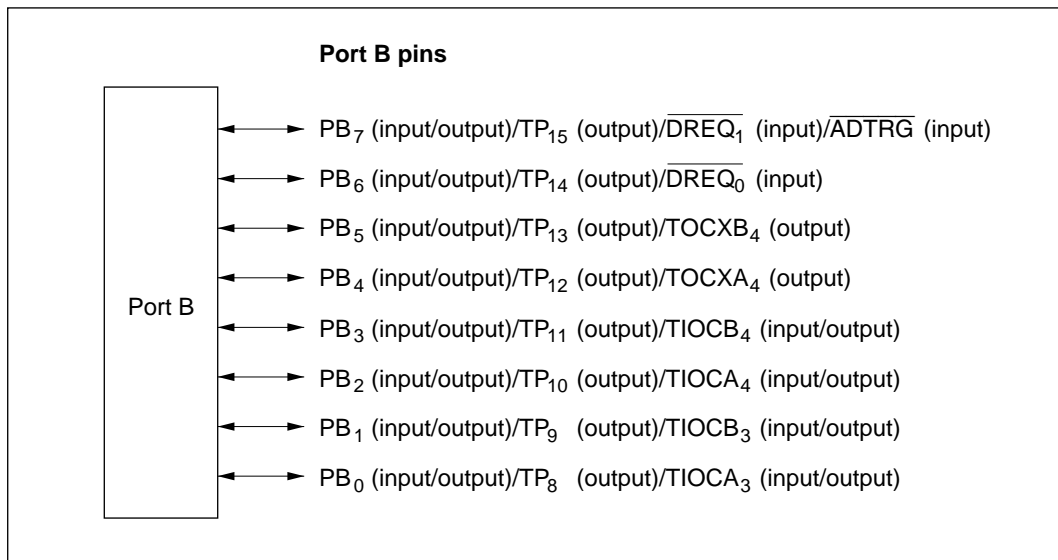 Port B pins
PB₇ (input/output)/TP₁₅ (output)/D̅R̅E̅Q̅₁̅ (input)/A̅D̅T̅R̅G̅ (input)
PB₆ (input/output)/TP₁₄ (output)/D̅R̅E̅Q̅₀̅ (input)
PB₅ (input/output)/TP₁₃ (output)/TOCXB₄ (output)
PB₄ (input/output)/TP₁₂ (output)/TOCXA₄ (output)
Port B
PB₃ (input/output)/TP₁₁ (output)/TIOCB₄ (input/output)
PB₂ (input/output)/TP₁₀ (output)/TIOCA₄ (input/output)
PB₁ (input/output)/TP₉ (output)/TIOCB₃ (input/output)
PB₀ (input/output)/TP₈ (output)/TIOCA₃ (input/output)